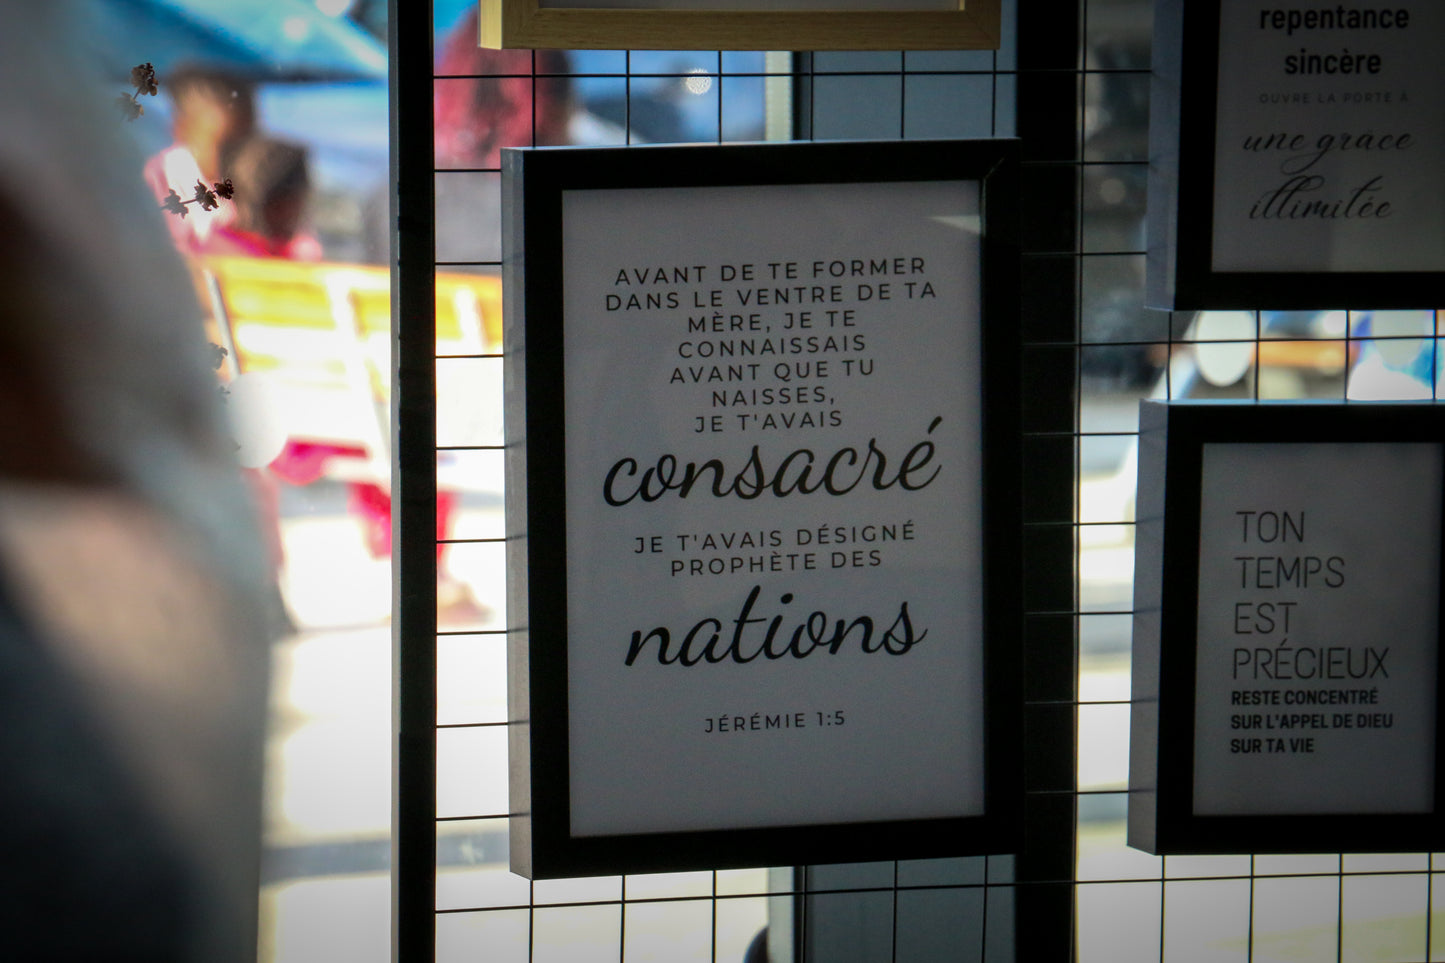 AVANT DE TE FORMER
DANS LE VENTRE DE TA
MÈRE, JE TE
CONNAISSAIS
AVANT QUE TU
NAISSES,
JE T'AVAIS
consacré
JE T'AVAIS DÉSIGNÉ
PROPHÈTE DES
nations
JÉRÉMIE 1:5
repentance
sincère
OUVRE LA PORTE À
une grâce
illimitée
TON
TEMPS
EST
PRÉCIEUX
RESTE CONCENTRÉ
SUR L'APPEL DE DIEU
SUR TA VIE